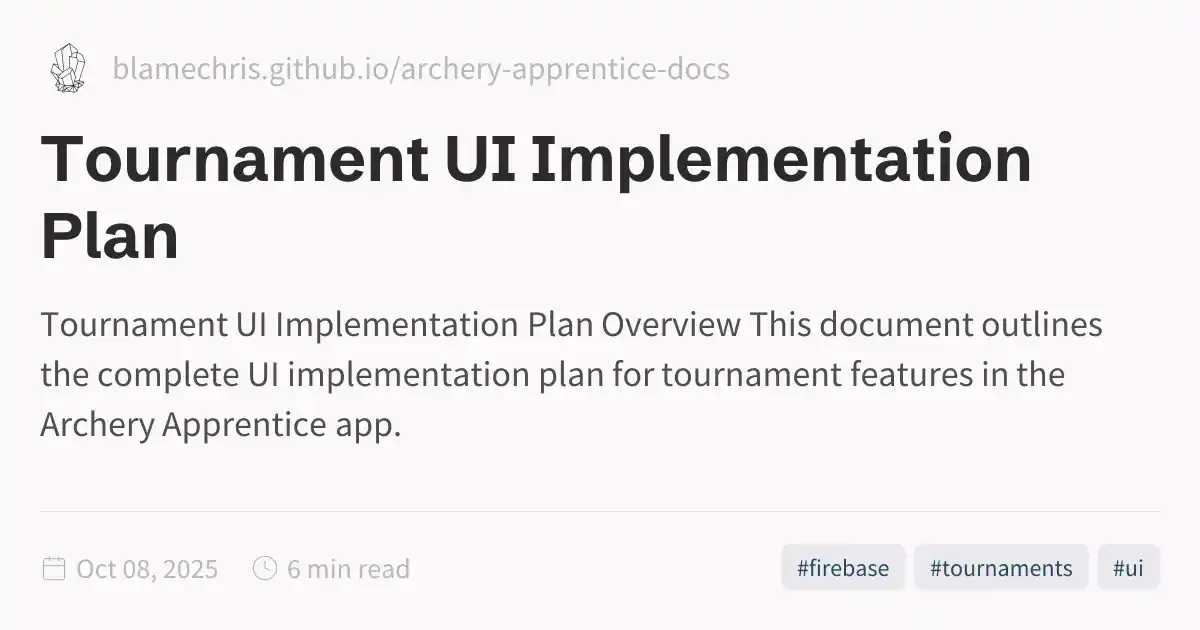 blamechris.github.io/archery-apprentice-docs
Tournament UI Implementation
Plan
Tournament UI Implementation Plan Overview This document outlines
the complete UI implementation plan for tournament features in the
Archery Apprentice app.
Oct 08, 2025 6 min read #firebase #tournaments #ui